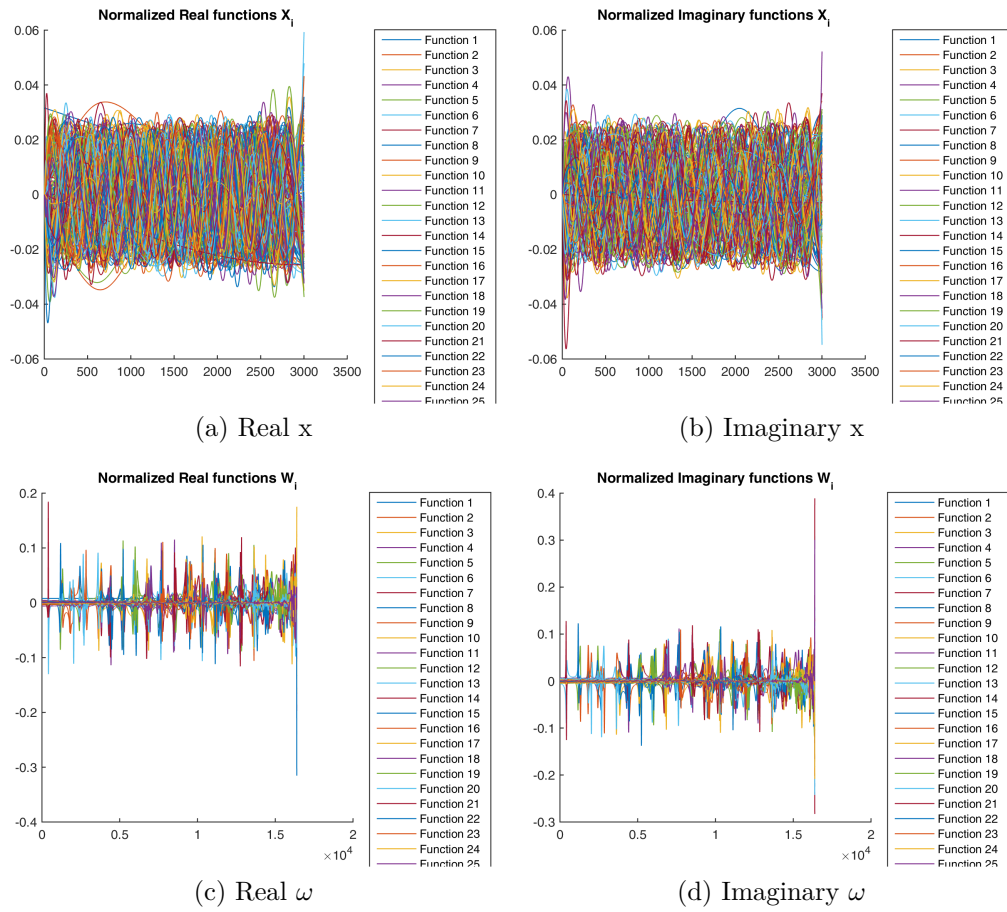 Normalized Real functions X_i
0.06
0.04
0.02
0
-0.02
-0.04
-0.06
0 500 1000 1500 2000 2500 3000 3500
Function 1
Function 2
Function 3
Function 4
Function 5
Function 6
Function 7
Function 8
Function 9
Function 10
Function 11
Function 12
Function 13
Function 14
Function 15
Function 16
Function 17
Function 18
Function 19
Function 20
Function 21
Function 22
Function 23
Function 24
Function 25
(a) Real x
Normalized Imaginary functions X_i
0.06
0.04
0.02
0
-0.02
-0.04
-0.06
0 500 1000 1500 2000 2500 3000 3500
Function 1
Function 2
Function 3
Function 4
Function 5
Function 6
Function 7
Function 8
Function 9
Function 10
Function 11
Function 12
Function 13
Function 14
Function 15
Function 16
Function 17
Function 18
Function 19
Function 20
Function 21
Function 22
Function 23
Function 24
Function 25
(b) Imaginary x
Normalized Real functions W_i
0.2
0.1
0
-0.1
-0.2
-0.3
-0.4
0 0.5 1 1.5 2
×10^4
Function 1
Function 2
Function 3
Function 4
Function 5
Function 6
Function 7
Function 8
Function 9
Function 10
Function 11
Function 12
Function 13
Function 14
Function 15
Function 16
Function 17
Function 18
Function 19
Function 20
Function 21
Function 22
Function 23
Function 24
Function 25
(c) Real ω
Normalized Imaginary functions W_i
0.4
0.3
0.2
0.1
0
-0.1
-0.2
-0.3
0 0.5 1 1.5 2
×10^4
Function 1
Function 2
Function 3
Function 4
Function 5
Function 6
Function 7
Function 8
Function 9
Function 10
Function 11
Function 12
Function 13
Function 14
Function 15
Function 16
Function 17
Function 18
Function 19
Function 20
Function 21
Function 22
Function 23
Function 24
Function 25
(d) Imaginary ω